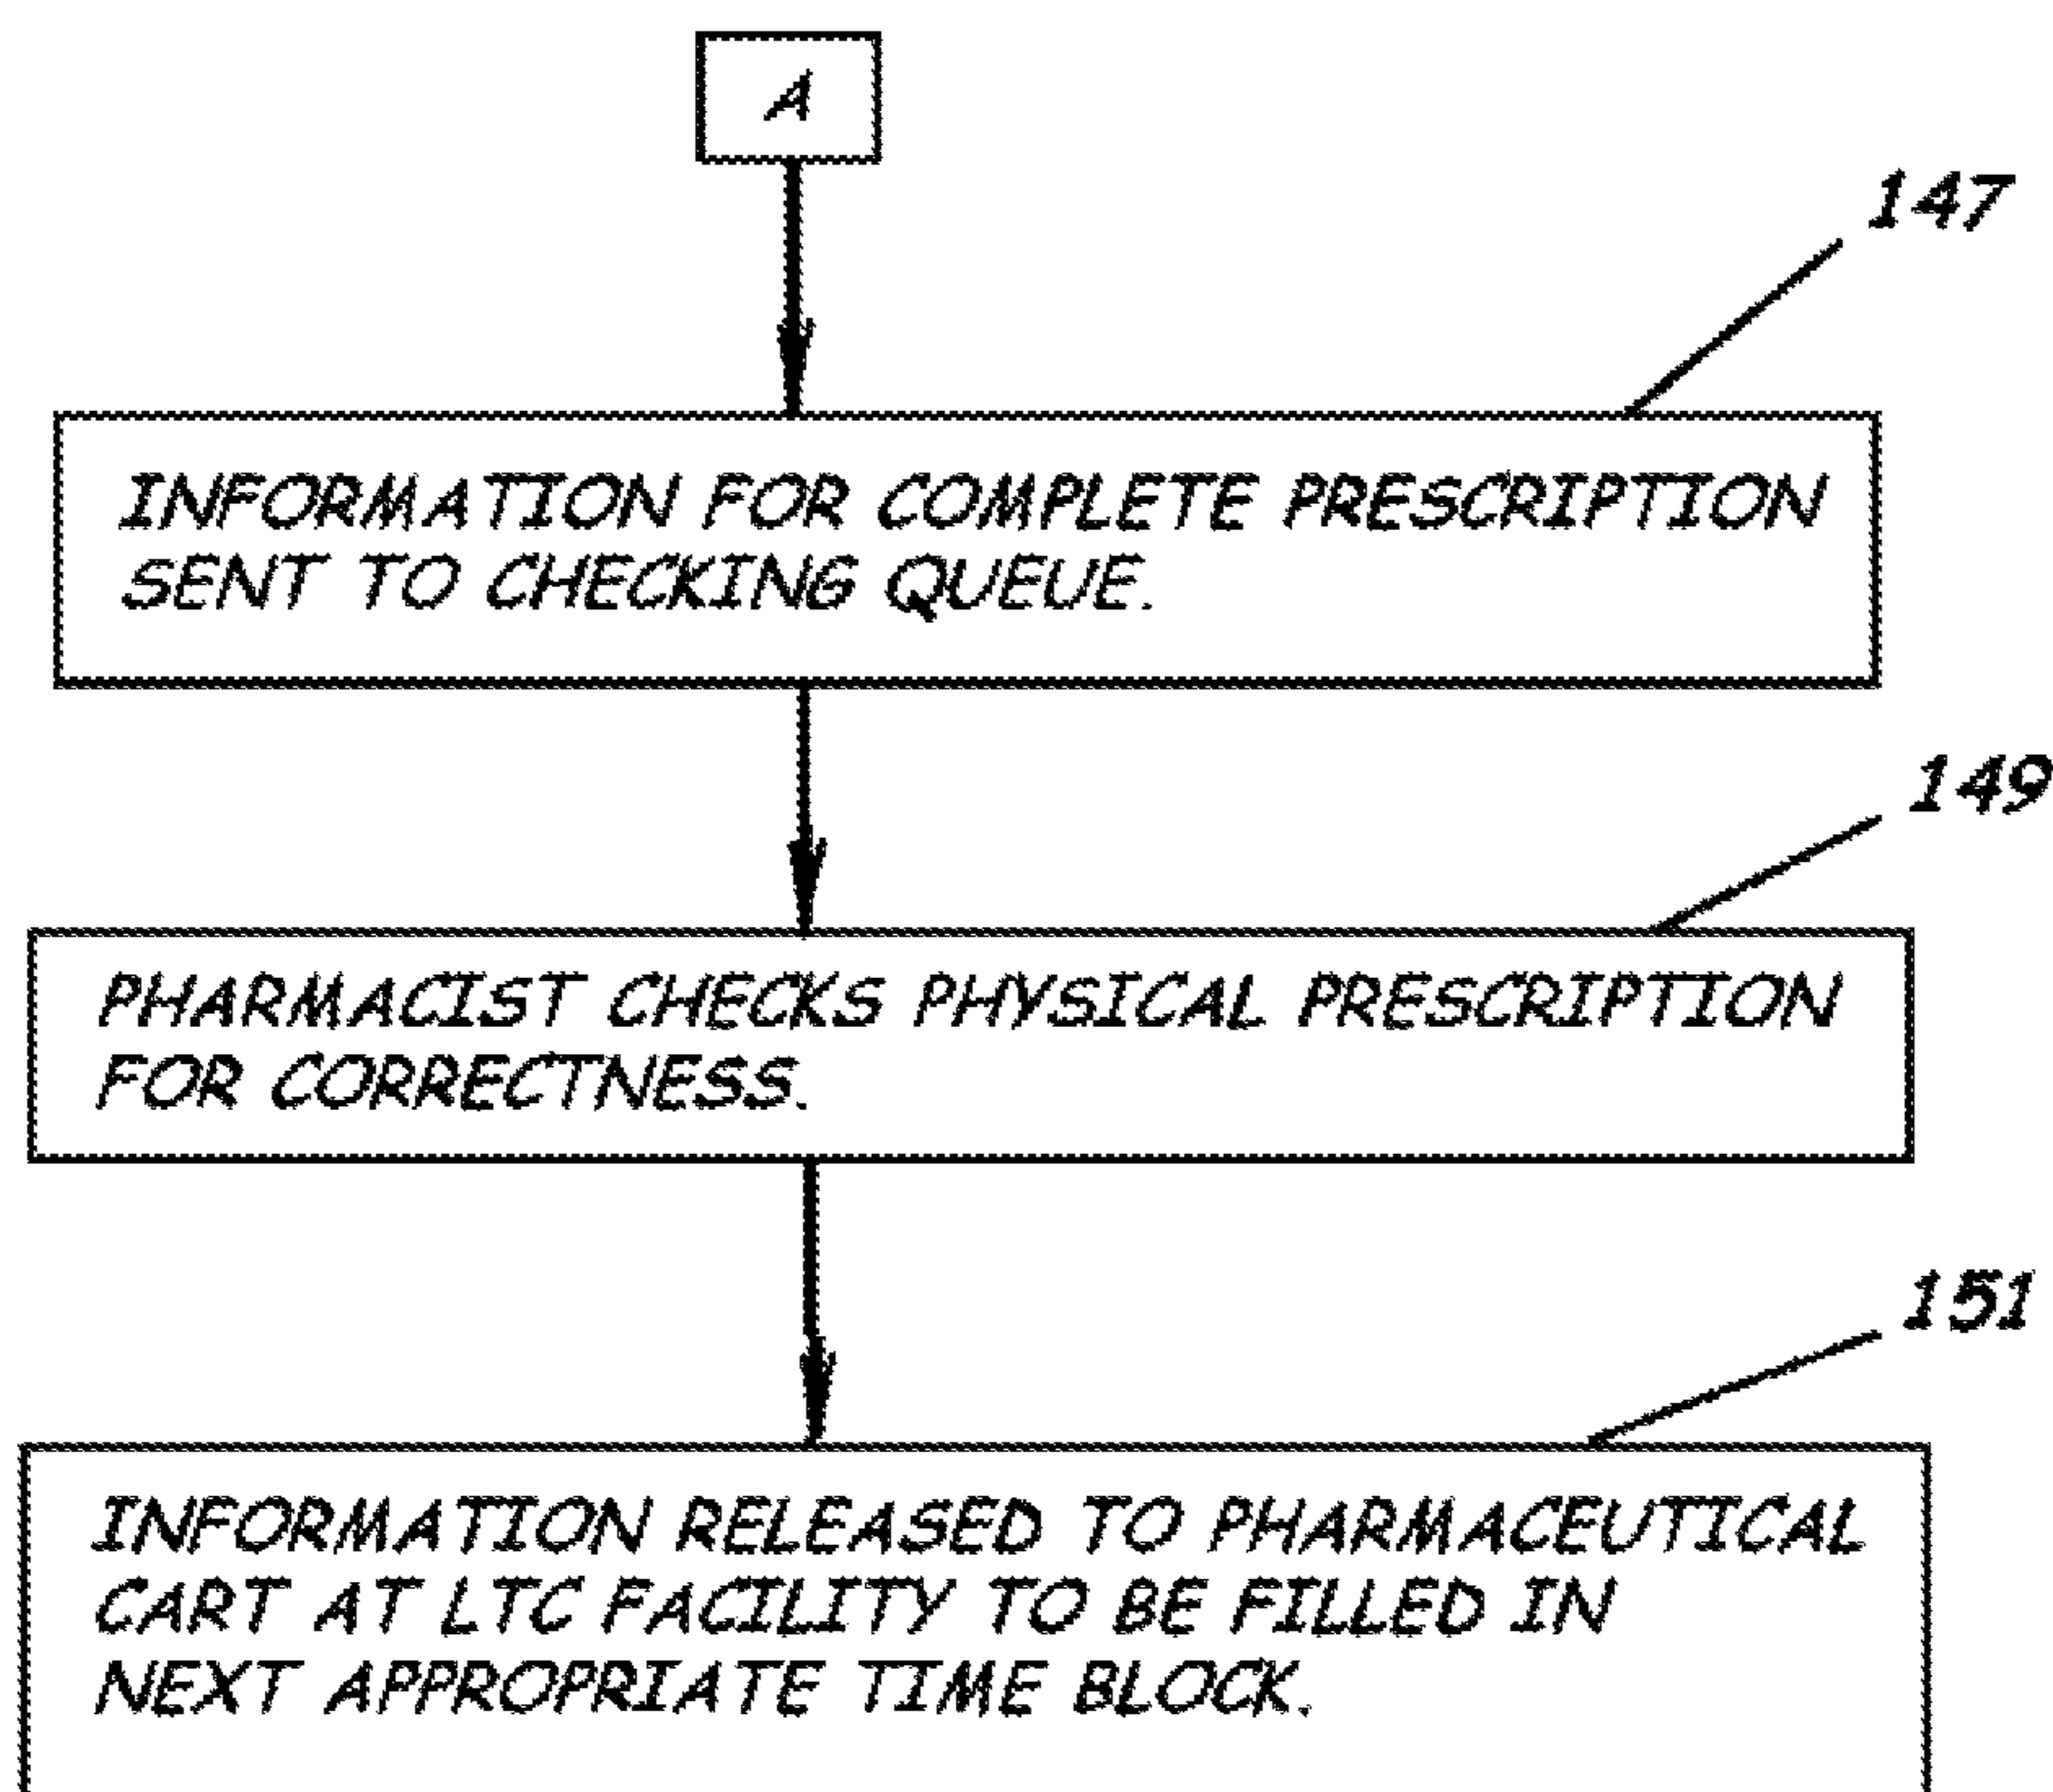 A
147
INFORMATION FOR COMPLETE PRESCRIPTION
SENT TO CHECKING QUEUE.
149
PHARMACIST CHECKS PHYSICAL PRESCRIPTION
FOR CORRECTNESS.
151
INFORMATION RELEASED TO PHARMACEUTICAL
CART AT LTC FACILITY TO BE FILLED IN
NEXT APPROPRIATE TIME BLOCK.